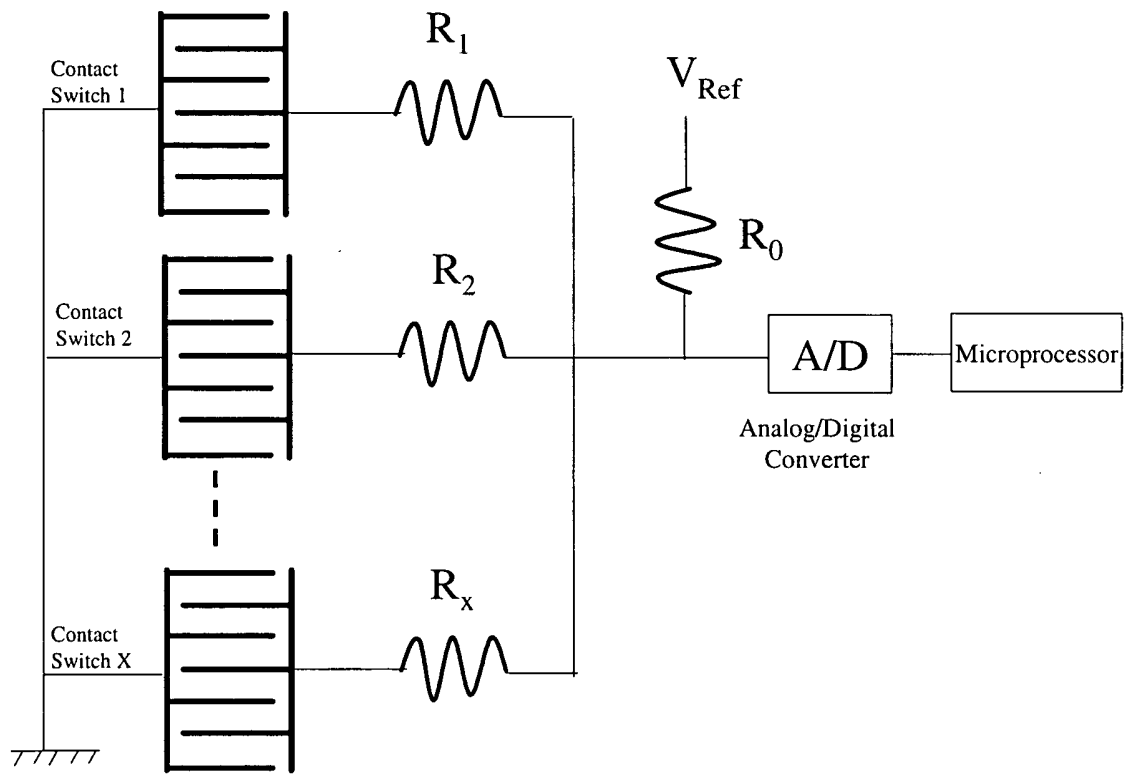 Contact
Switch 1
R1
VRef
R0
Contact
Switch 2
R2
A/D
Microprocessor
Analog/Digital
Converter
Contact
Switch X
Rx